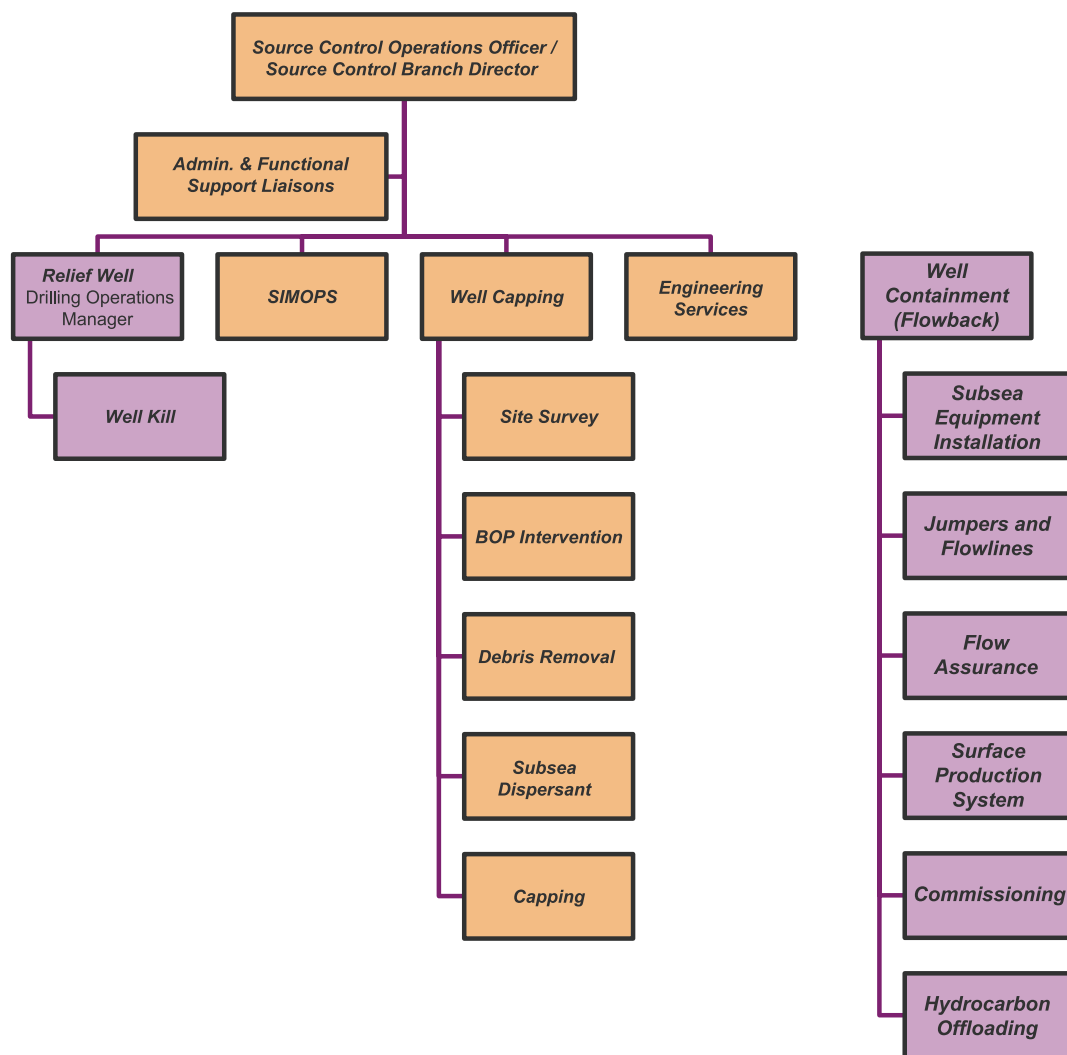 Source Control Operations Officer /
Source Control Branch Director
Admin. & Functional
Support Liaisons
Relief Well
Drilling Operations
Manager
SIMOPS
Well Capping
Engineering
Services
Well
Containment
(Flowback)
Well Kill
Site Survey
BOP Intervention
Debris Removal
Subsea
Dispersant
Capping
Subsea
Equipment
Installation
Jumpers and
Flowlines
Flow
Assurance
Surface
Production
System
Commissioning
Hydrocarbon
Offloading